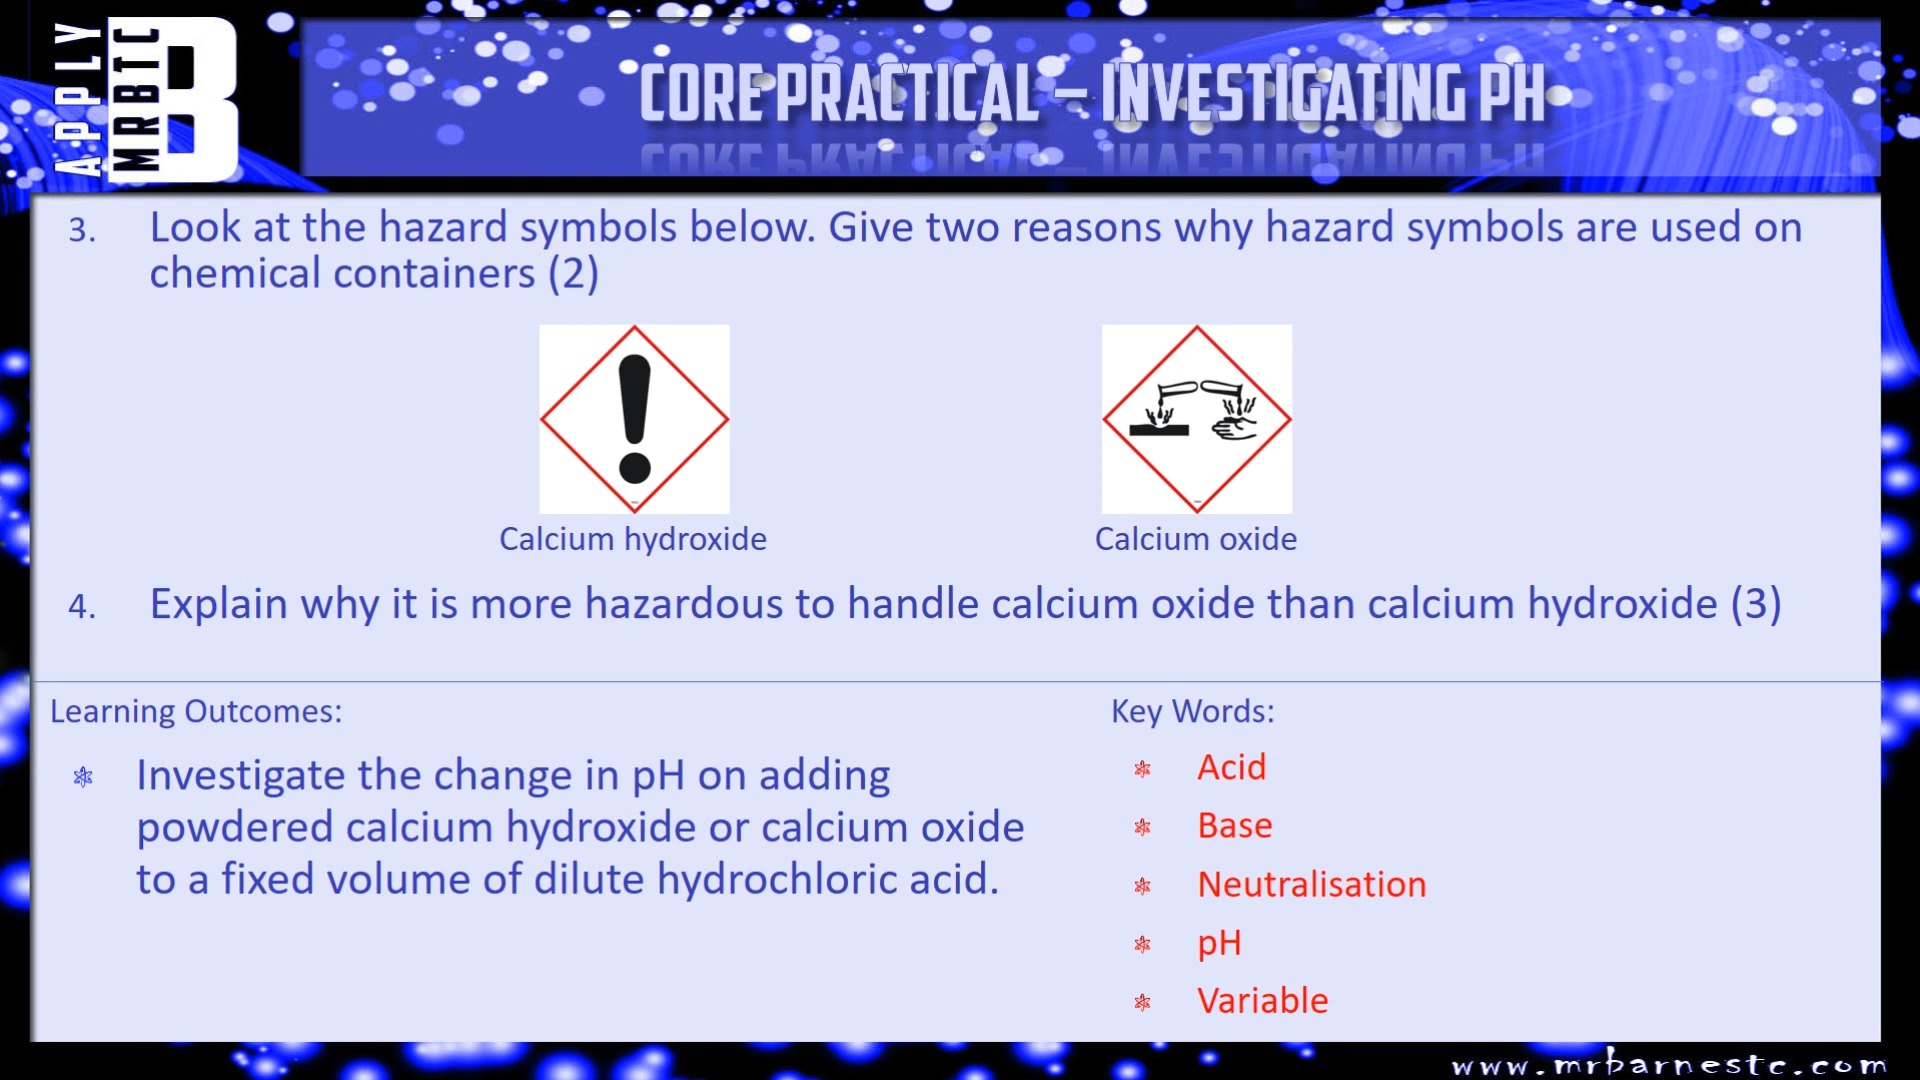 APPLY
MRBTC
B
CORE PRACTICAL – INVESTIGATING PH
3. Look at the hazard symbols below. Give two reasons why hazard symbols are used on
chemical containers (2)
Calcium hydroxide
Calcium oxide
4. Explain why it is more hazardous to handle calcium oxide than calcium hydroxide (3)
Learning Outcomes:
Investigate the change in pH on adding
powdered calcium hydroxide or calcium oxide
to a fixed volume of dilute hydrochloric acid.
Key Words:
Acid
Base
Neutralisation
pH
Variable
www.mrbarnestc.com